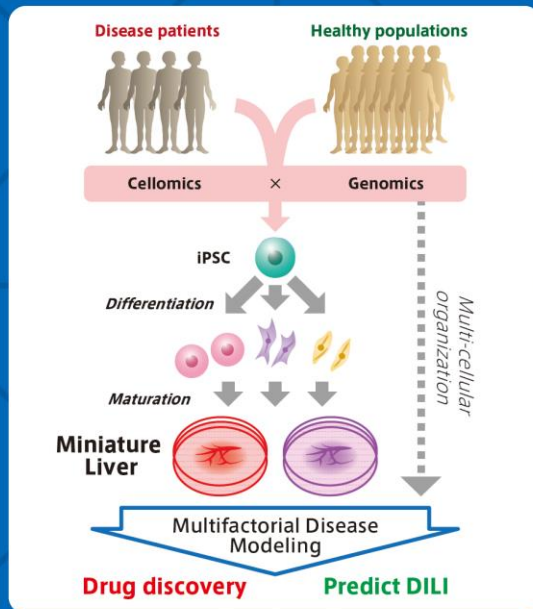 Disease patients
Healthy populations
Cellomics × Genomics
iPSC
Differentiation
Multi-cellular
organization
Maturation
Miniature
Liver
Multifactorial Disease
Modeling
Drug discovery
Predict DILI